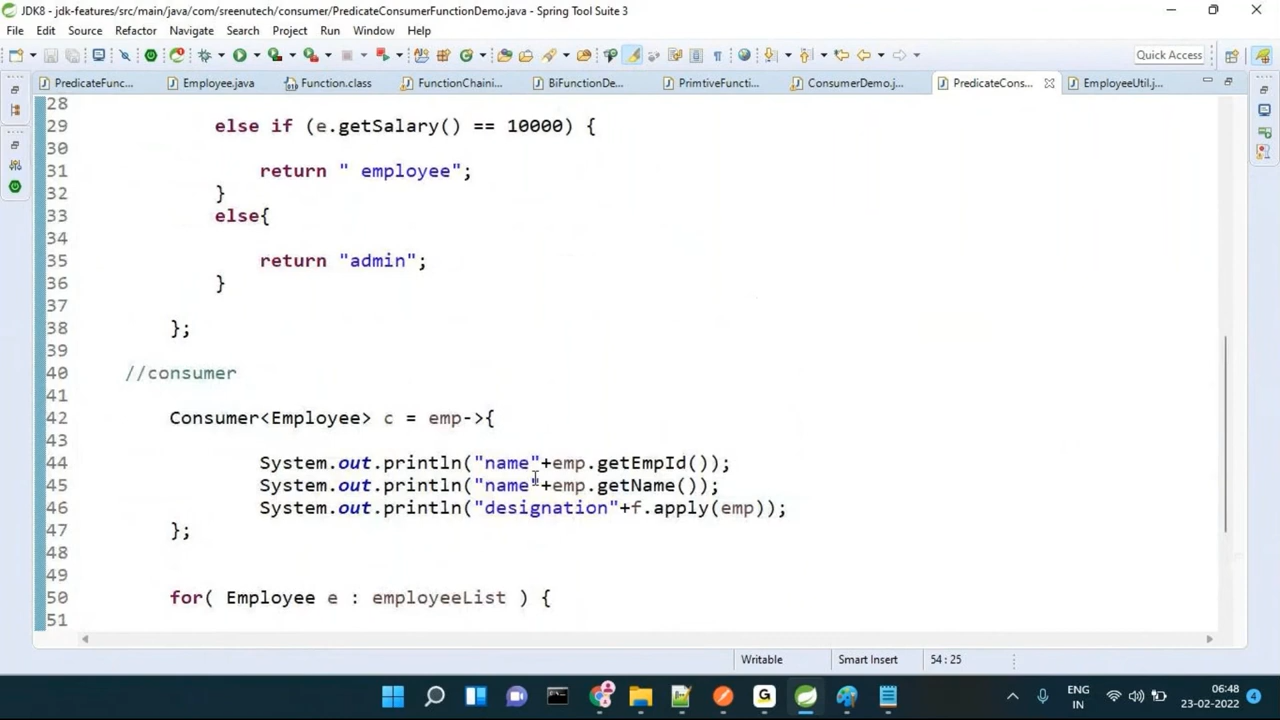 JDK8 - jdk-features/src/main/java/com/sreenutech/consumer/PredicateConsumerFunctionDemo.java - Spring Tool Suite 3
File Edit Source Refactor Navigate Search Project Run Window Help
Quick Access
PredicateFunc... Employee.java Function.class FunctionChaini... BiFunctionDe... PrimtiveFuncti... ConsumerDemo.j... PredicateCons... EmployeeUtil.j...
28
29 else if (e.getSalary() == 10000) {
30
31 return " employee";
32 }
33 else{
34
35 return "admin";
36 }
37
38 };
39
40 //consumer
41
42 Consumer<Employee> c = emp->{
43
44 System.out.println("name"+emp.getEmpId());
45 System.out.println("name"+emp.getName());
46 System.out.println("designation"+f.apply(emp));
47 };
48
49
50 for( Employee e : employeeList ) {
51
Writable Smart Insert 54 : 25
ENG
IN
06:48
23-02-2022
4